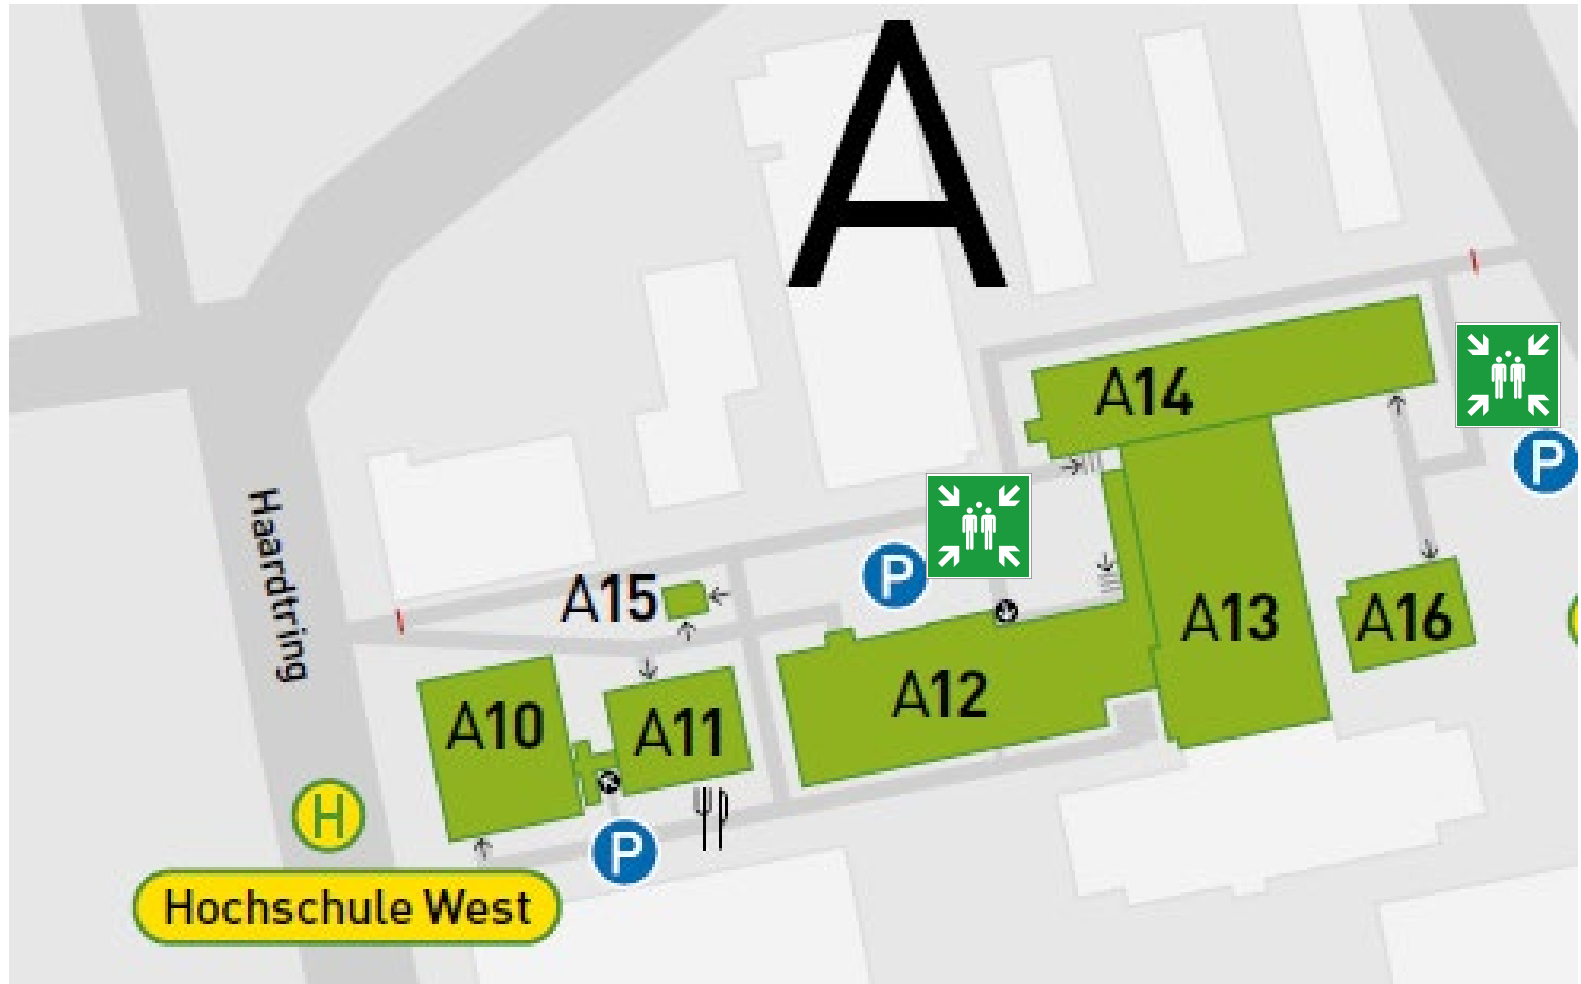 A
A14
P
Haardtring
P
A15
A13
A16
A12
A10
A11
H
P
Hochschule West